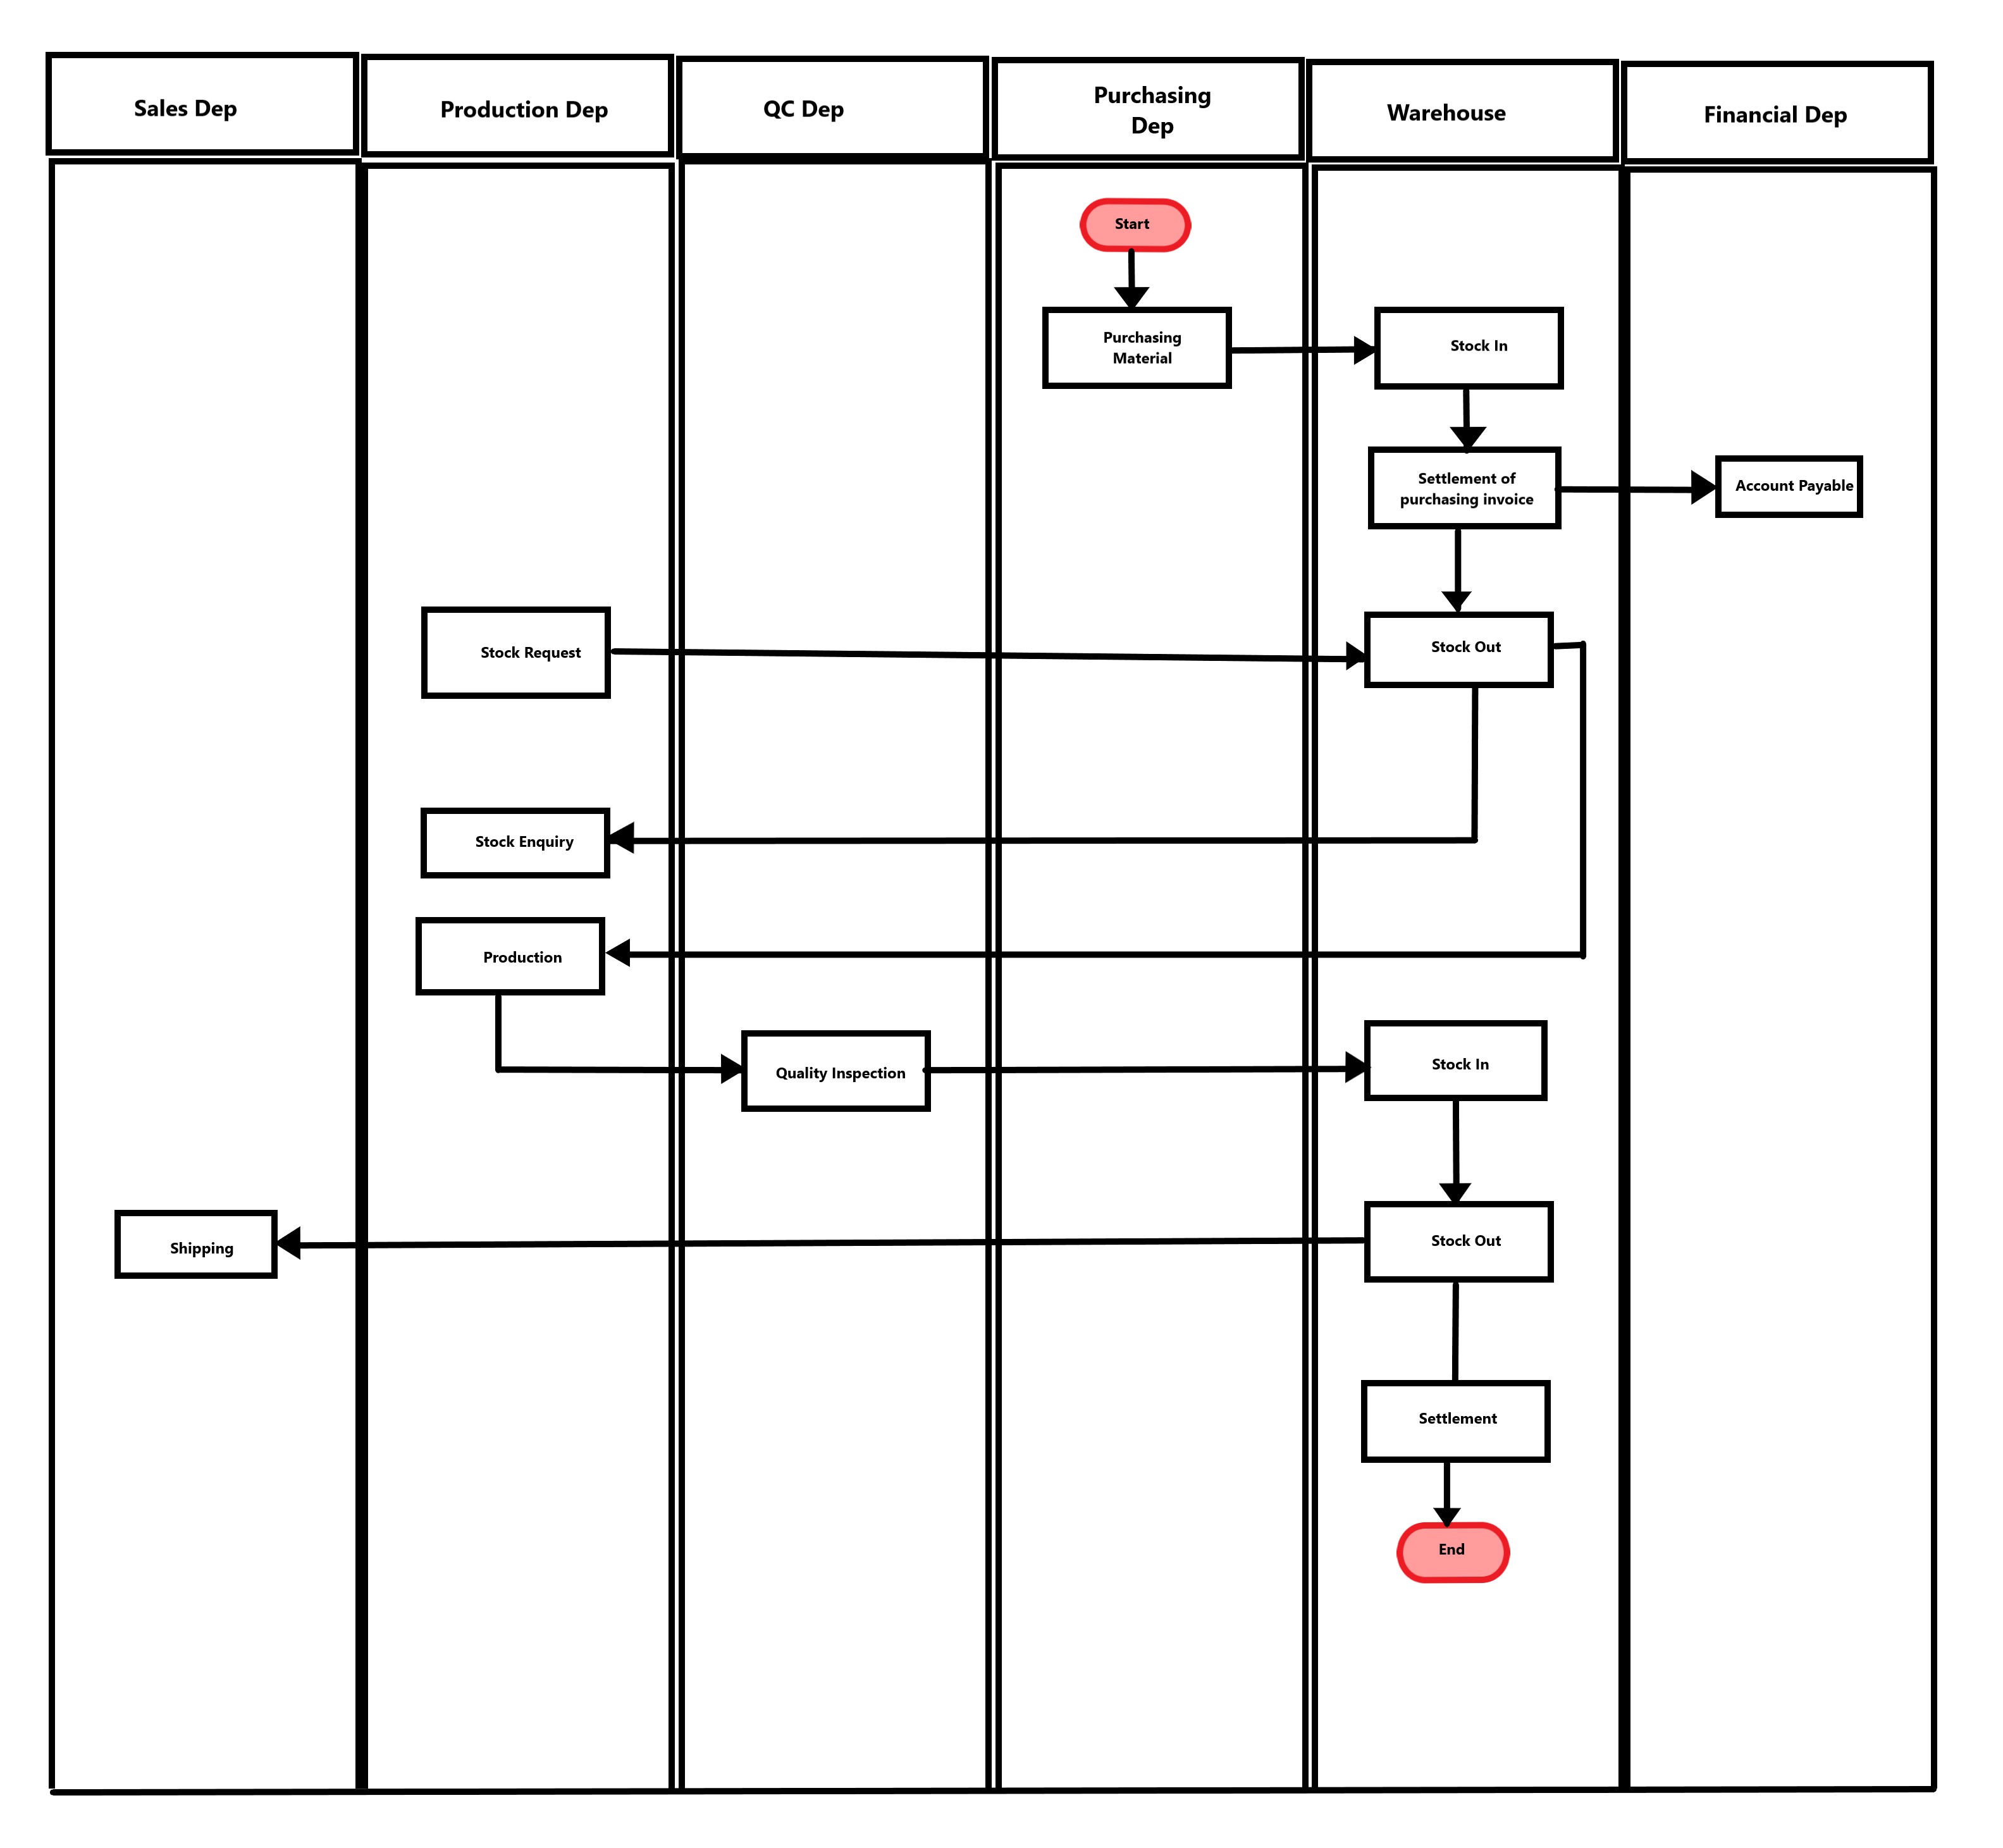 Sales Dep
Production Dep
QC Dep
Purchasing
Dep
Warehouse
Financial Dep
Start
Purchasing
Material
Stock In
Settlement of
purchasing invoice
Account Payable
Stock Request
Stock Out
Stock Enquiry
Production
Quality Inspection
Stock In
Shipping
Stock Out
Settlement
End